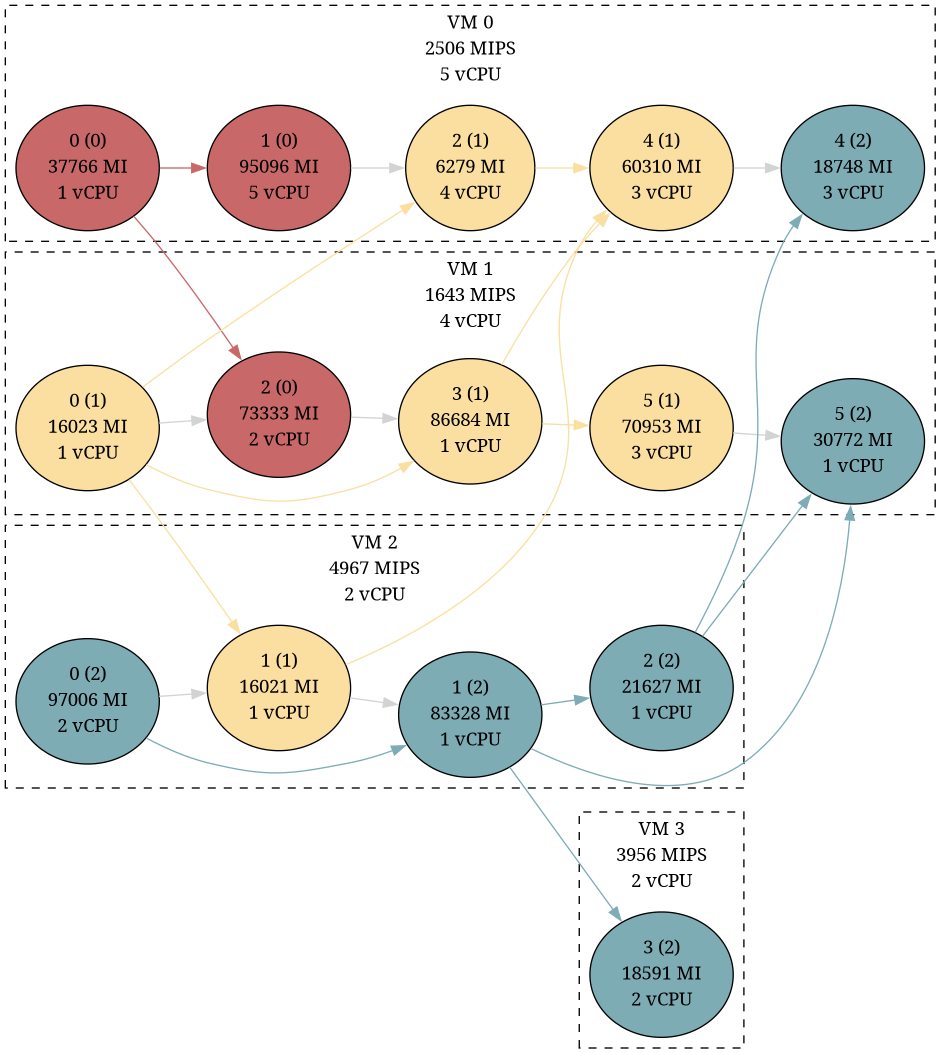 VM 0
2506 MIPS
5 vCPU
0 (0)
37766 MI
1 vCPU
1 (0)
95096 MI
5 vCPU
2 (1)
6279 MI
4 vCPU
4 (1)
60310 MI
3 vCPU
4 (2)
18748 MI
3 vCPU
VM 1
1643 MIPS
4 vCPU
0 (1)
16023 MI
1 vCPU
2 (0)
73333 MI
2 vCPU
3 (1)
86684 MI
1 vCPU
5 (1)
70953 MI
3 vCPU
5 (2)
30772 MI
1 vCPU
VM 2
4967 MIPS
2 vCPU
0 (2)
97006 MI
2 vCPU
1 (1)
16021 MI
1 vCPU
1 (2)
83328 MI
1 vCPU
2 (2)
21627 MI
1 vCPU
VM 3
3956 MIPS
2 vCPU
3 (2)
18591 MI
2 vCPU